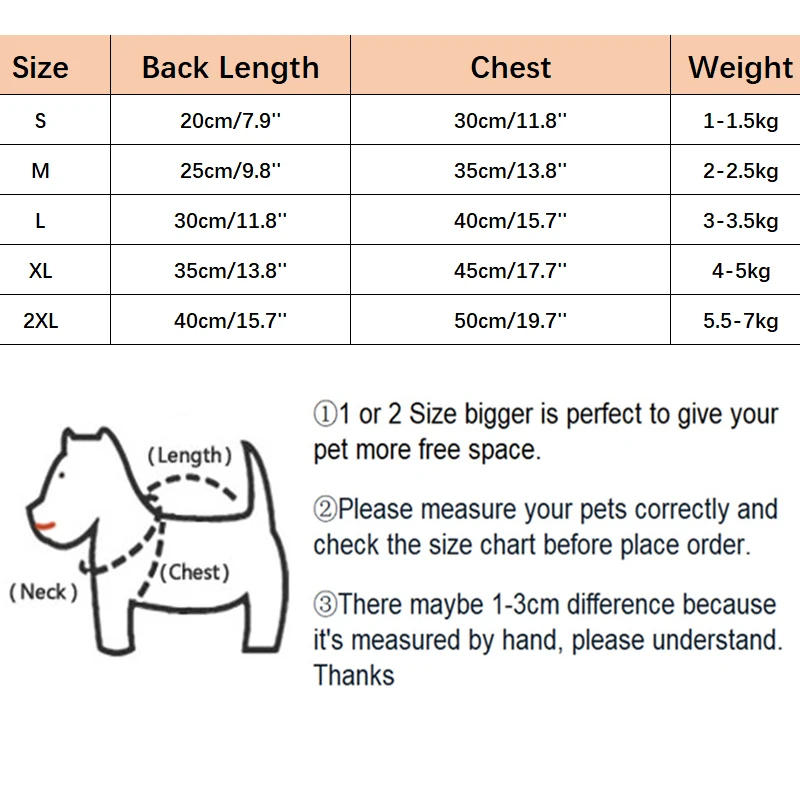 Size Back Length Chest Weight
S 20cm/7.9'' 30cm/11.8'' 1-1.5kg
M 25cm/9.8'' 35cm/13.8'' 2-2.5kg
L 30cm/11.8'' 40cm/15.7'' 3-3.5kg
XL 35cm/13.8'' 45cm/17.7'' 4-5kg
2XL 40cm/15.7'' 50cm/19.7'' 5.5-7kg
(Length)
(Chest)
(Neck)
①1 or 2 Size bigger is perfect to give your
pet more free space.
②Please measure your pets correctly and
check the size chart before place order.
③There maybe 1-3cm difference because
it's measured by hand, please understand.
Thanks